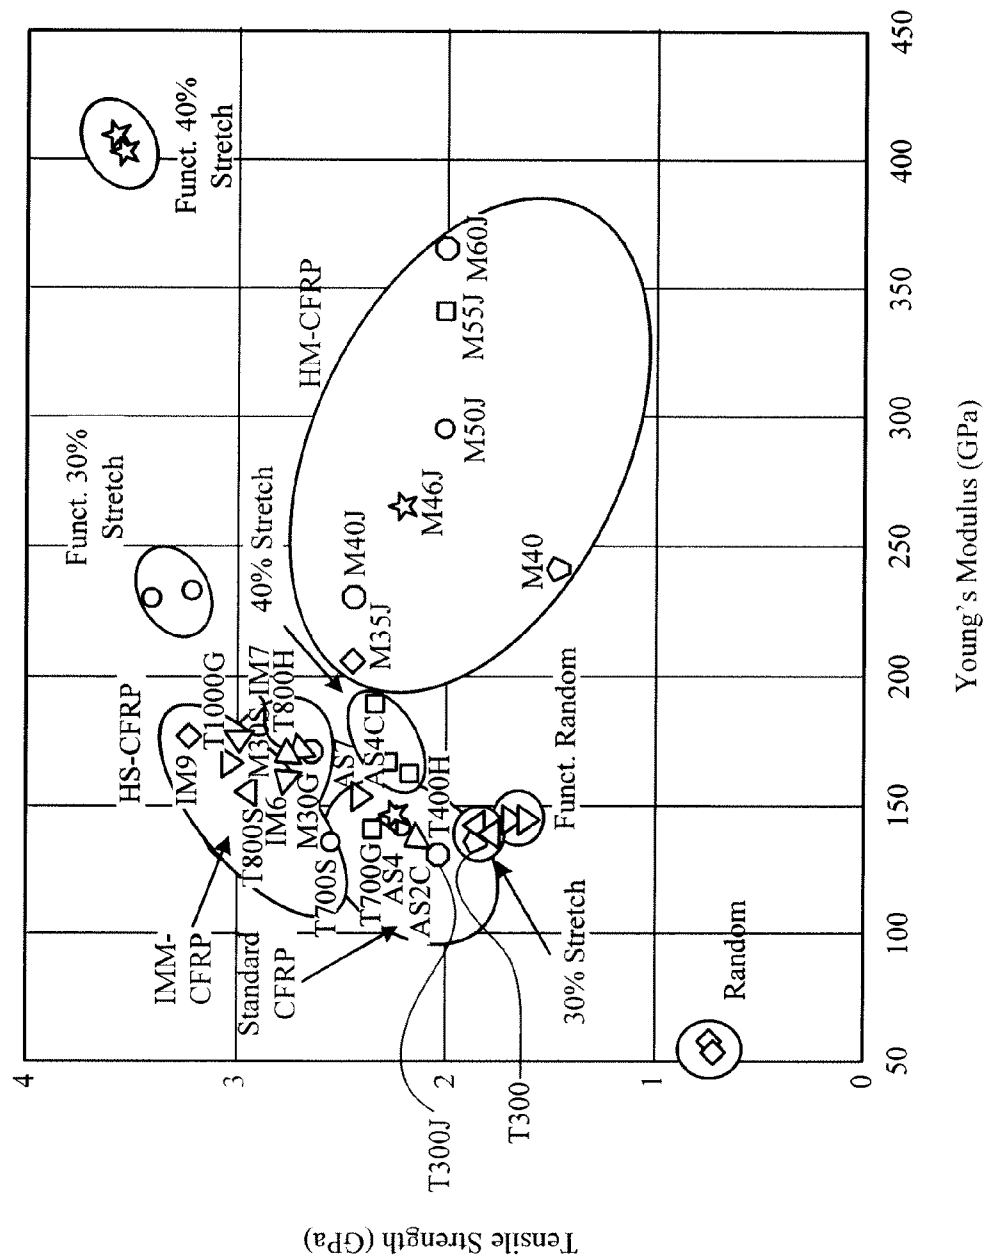 Tensile Strength (GPa)
4
3
2
1
0
50
100
150
200
250
300
350
400
450
Young's Modulus (GPa)
Funct. 40%
Stretch
Funct. 30%
Stretch
HM-CFRP
40% Stretch
HS-CFRP
IMM-
CFRP
Standard
CFRP
IM9
T1000G
M30S
IM7
T800H
T800S
IM6
M30G
T700S
AS7
AS4C
T700G
AS4
AS2C
T400H
M35J
M40J
M46J
M50J
M55J
M60J
M40
Funct. Random
30% Stretch
Random
T300J
T300